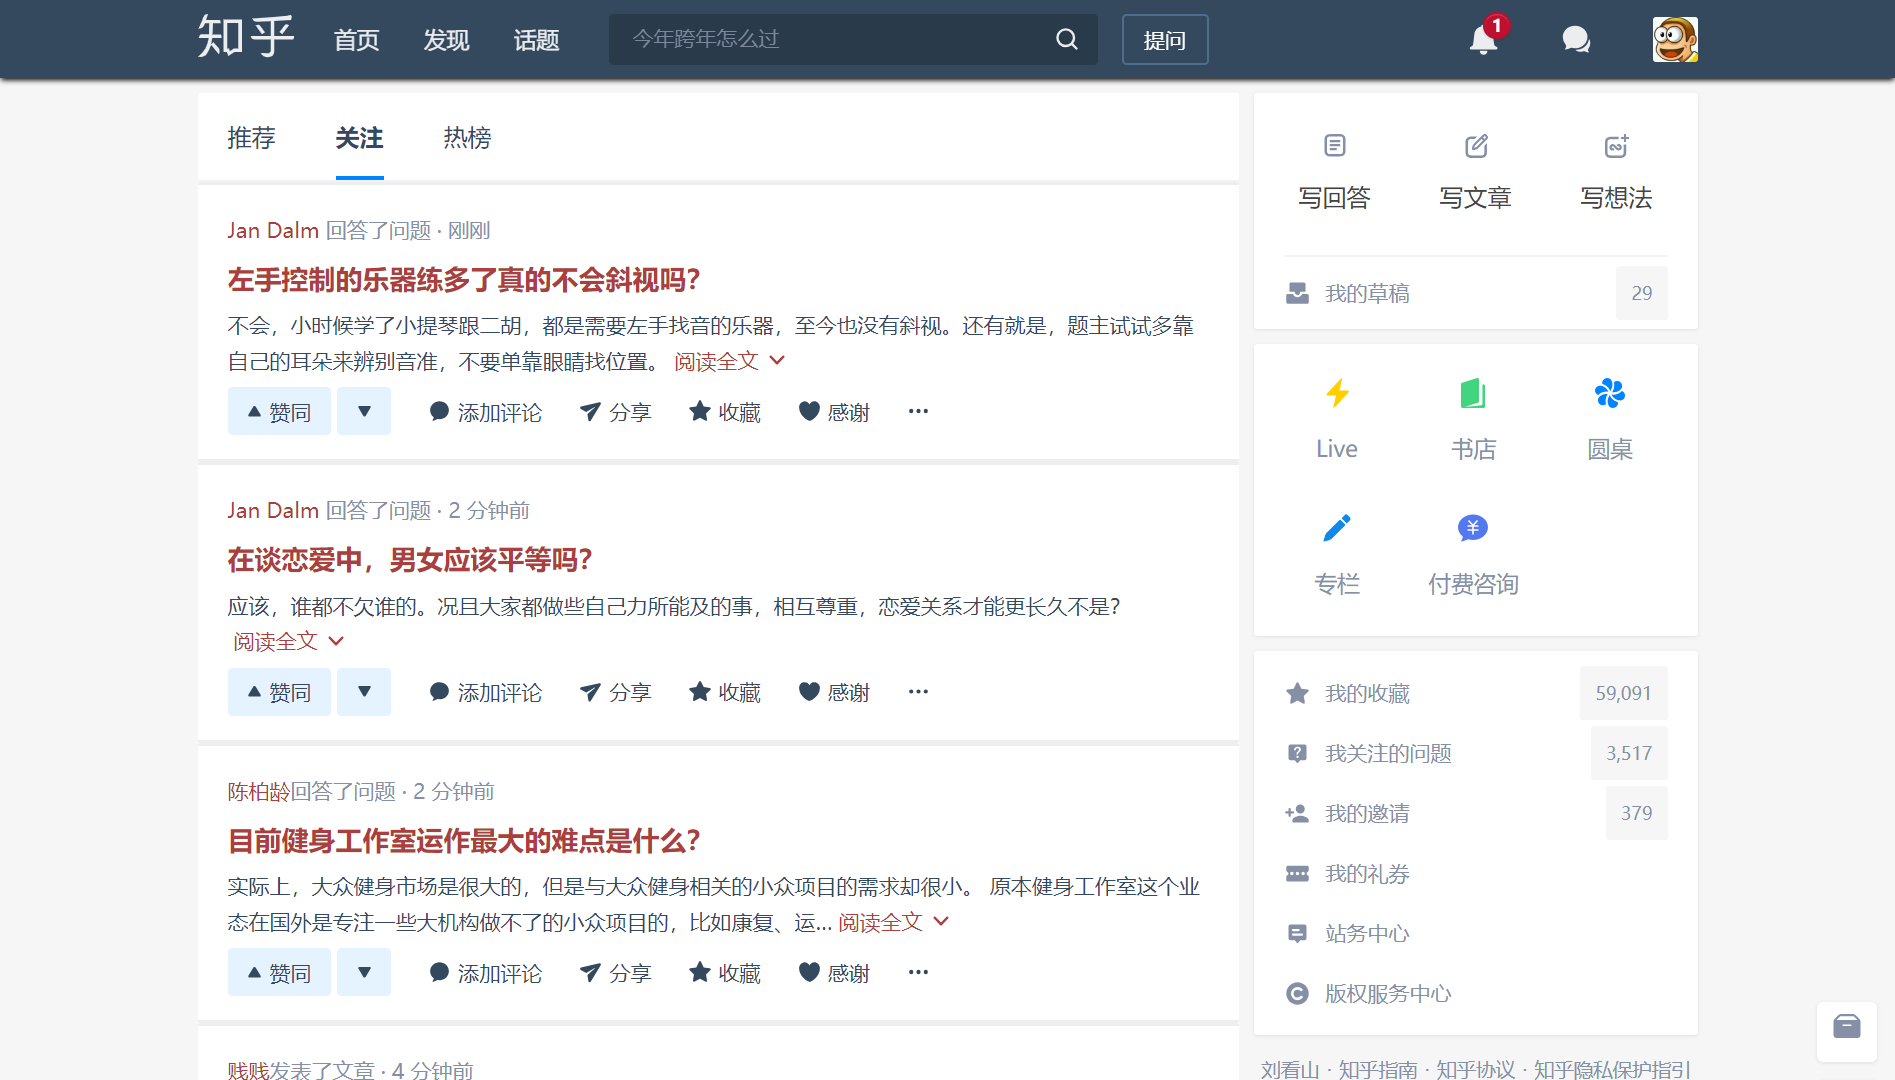 知乎 首页 发现 话题 今年跨年怎么过 提问 1
推荐 关注 热榜
Jan Dalm 回答了问题 · 刚刚
左手控制的乐器练多了真的不会斜视吗？
不会，小时候学了小提琴跟二胡，都是需要左手找音的乐器，至今也没有斜视。还有就是，题主试试多靠
自己的耳朵来辨别音准，不要单靠眼睛找位置。 阅读全文
赞同 添加评论 分享 收藏 感谢
Jan Dalm 回答了问题 · 2 分钟前
在谈恋爱中，男女应该平等吗？
应该，谁都不欠谁的。况且大家都做些自己力所能及的事，相互尊重，恋爱关系才能更长久不是？
阅读全文
赞同 添加评论 分享 收藏 感谢
陈柏龄回答了问题 · 2 分钟前
目前健身工作室运作最大的难点是什么？
实际上，大众健身市场是很大的，但是与大众健身相关的小众项目的需求却很小。 原本健身工作室这个业
态在国外是专注一些大机构做不了的小众项目的，比如康复、运... 阅读全文
赞同 添加评论 分享 收藏 感谢
贱贱发表了文章 · 4 分钟前
写回答 写文章 写想法
我的草稿 29
Live 书店 圆桌
专栏 付费咨询
我的收藏 59,091
我关注的问题 3,517
我的邀请 379
我的礼券
站务中心
版权服务中心
刘看山 · 知乎指南 · 知乎协议 · 知乎隐私保护指引